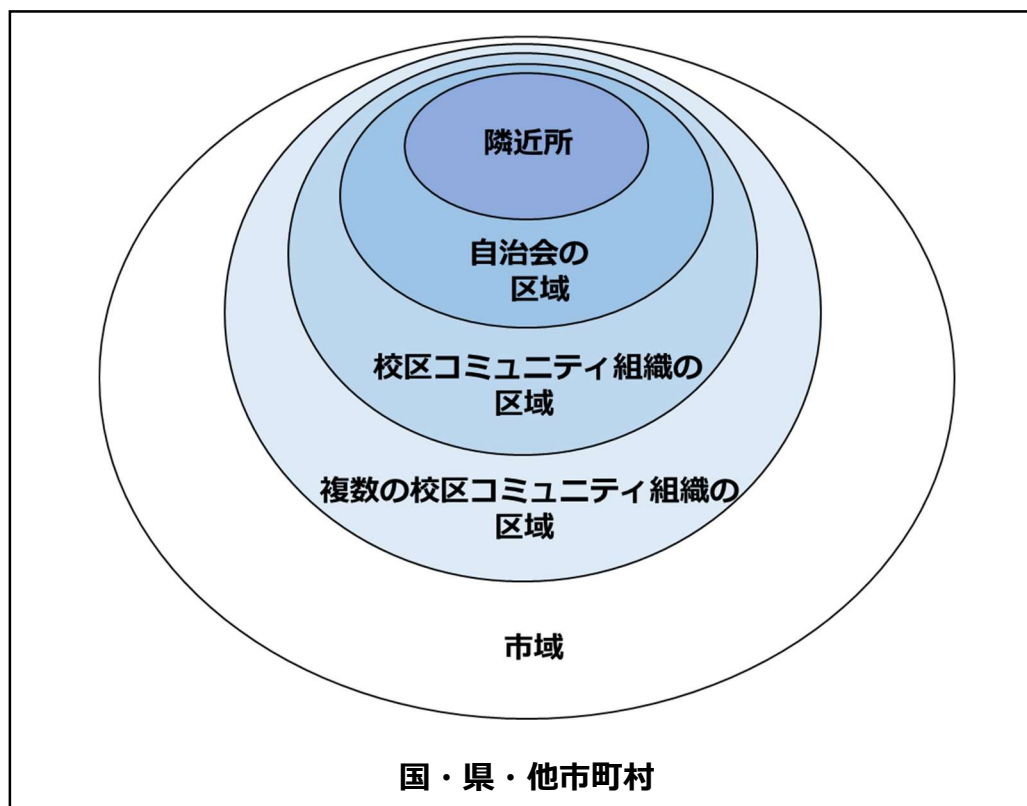 隣近所
自治会の
区域
校区コミュニティ組織の
区域
複数の校区コミュニティ組織の
区域
市域
国・県・他市町村